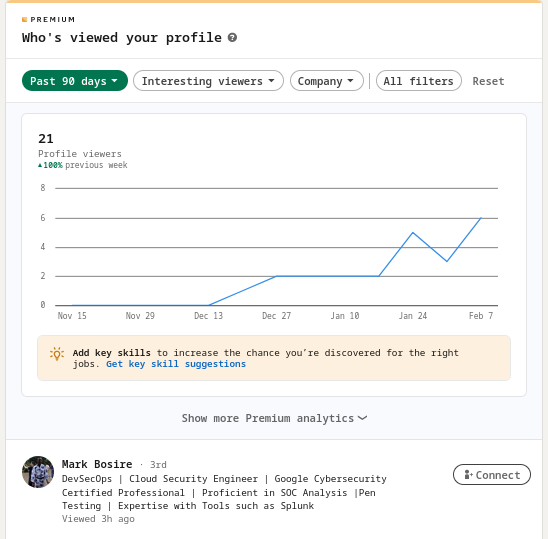 PREMIUM
Who's viewed your profile ?
Past 90 days Interesting viewers Company All filters Reset
21
Profile viewers
▲100% previous week
8
6
4
2
0
Nov 15 Nov 29 Dec 13 Dec 27 Jan 10 Jan 24 Feb 7
Add key skills to increase the chance you’re discovered for the right
jobs. Get key skill suggestions
Show more Premium analytics
Mark Bosire · 3rd
DevSecOps | Cloud Security Engineer | Google Cybersecurity
Certified Professional | Proficient in SOC Analysis |Pen
Testing | Expertise with Tools such as Splunk
Viewed 3h ago
Connect